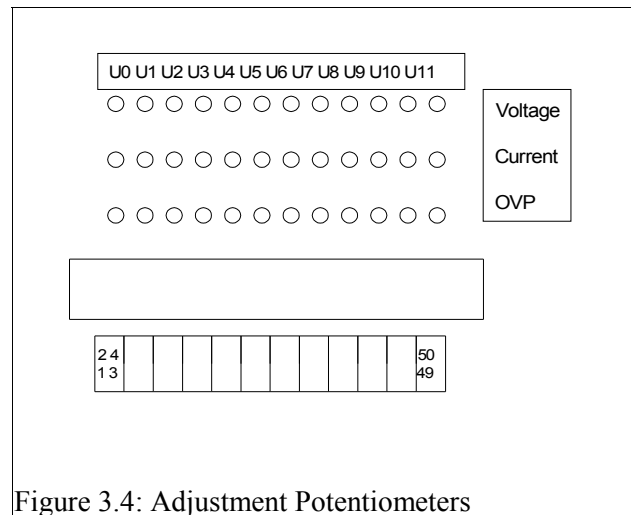 U0 U1 U2 U3 U4 U5 U6 U7 U8 U9 U10 U11
Voltage
Current
OVP
2 4
1 3
50
49
Figure 3.4: Adjustment Potentiometers